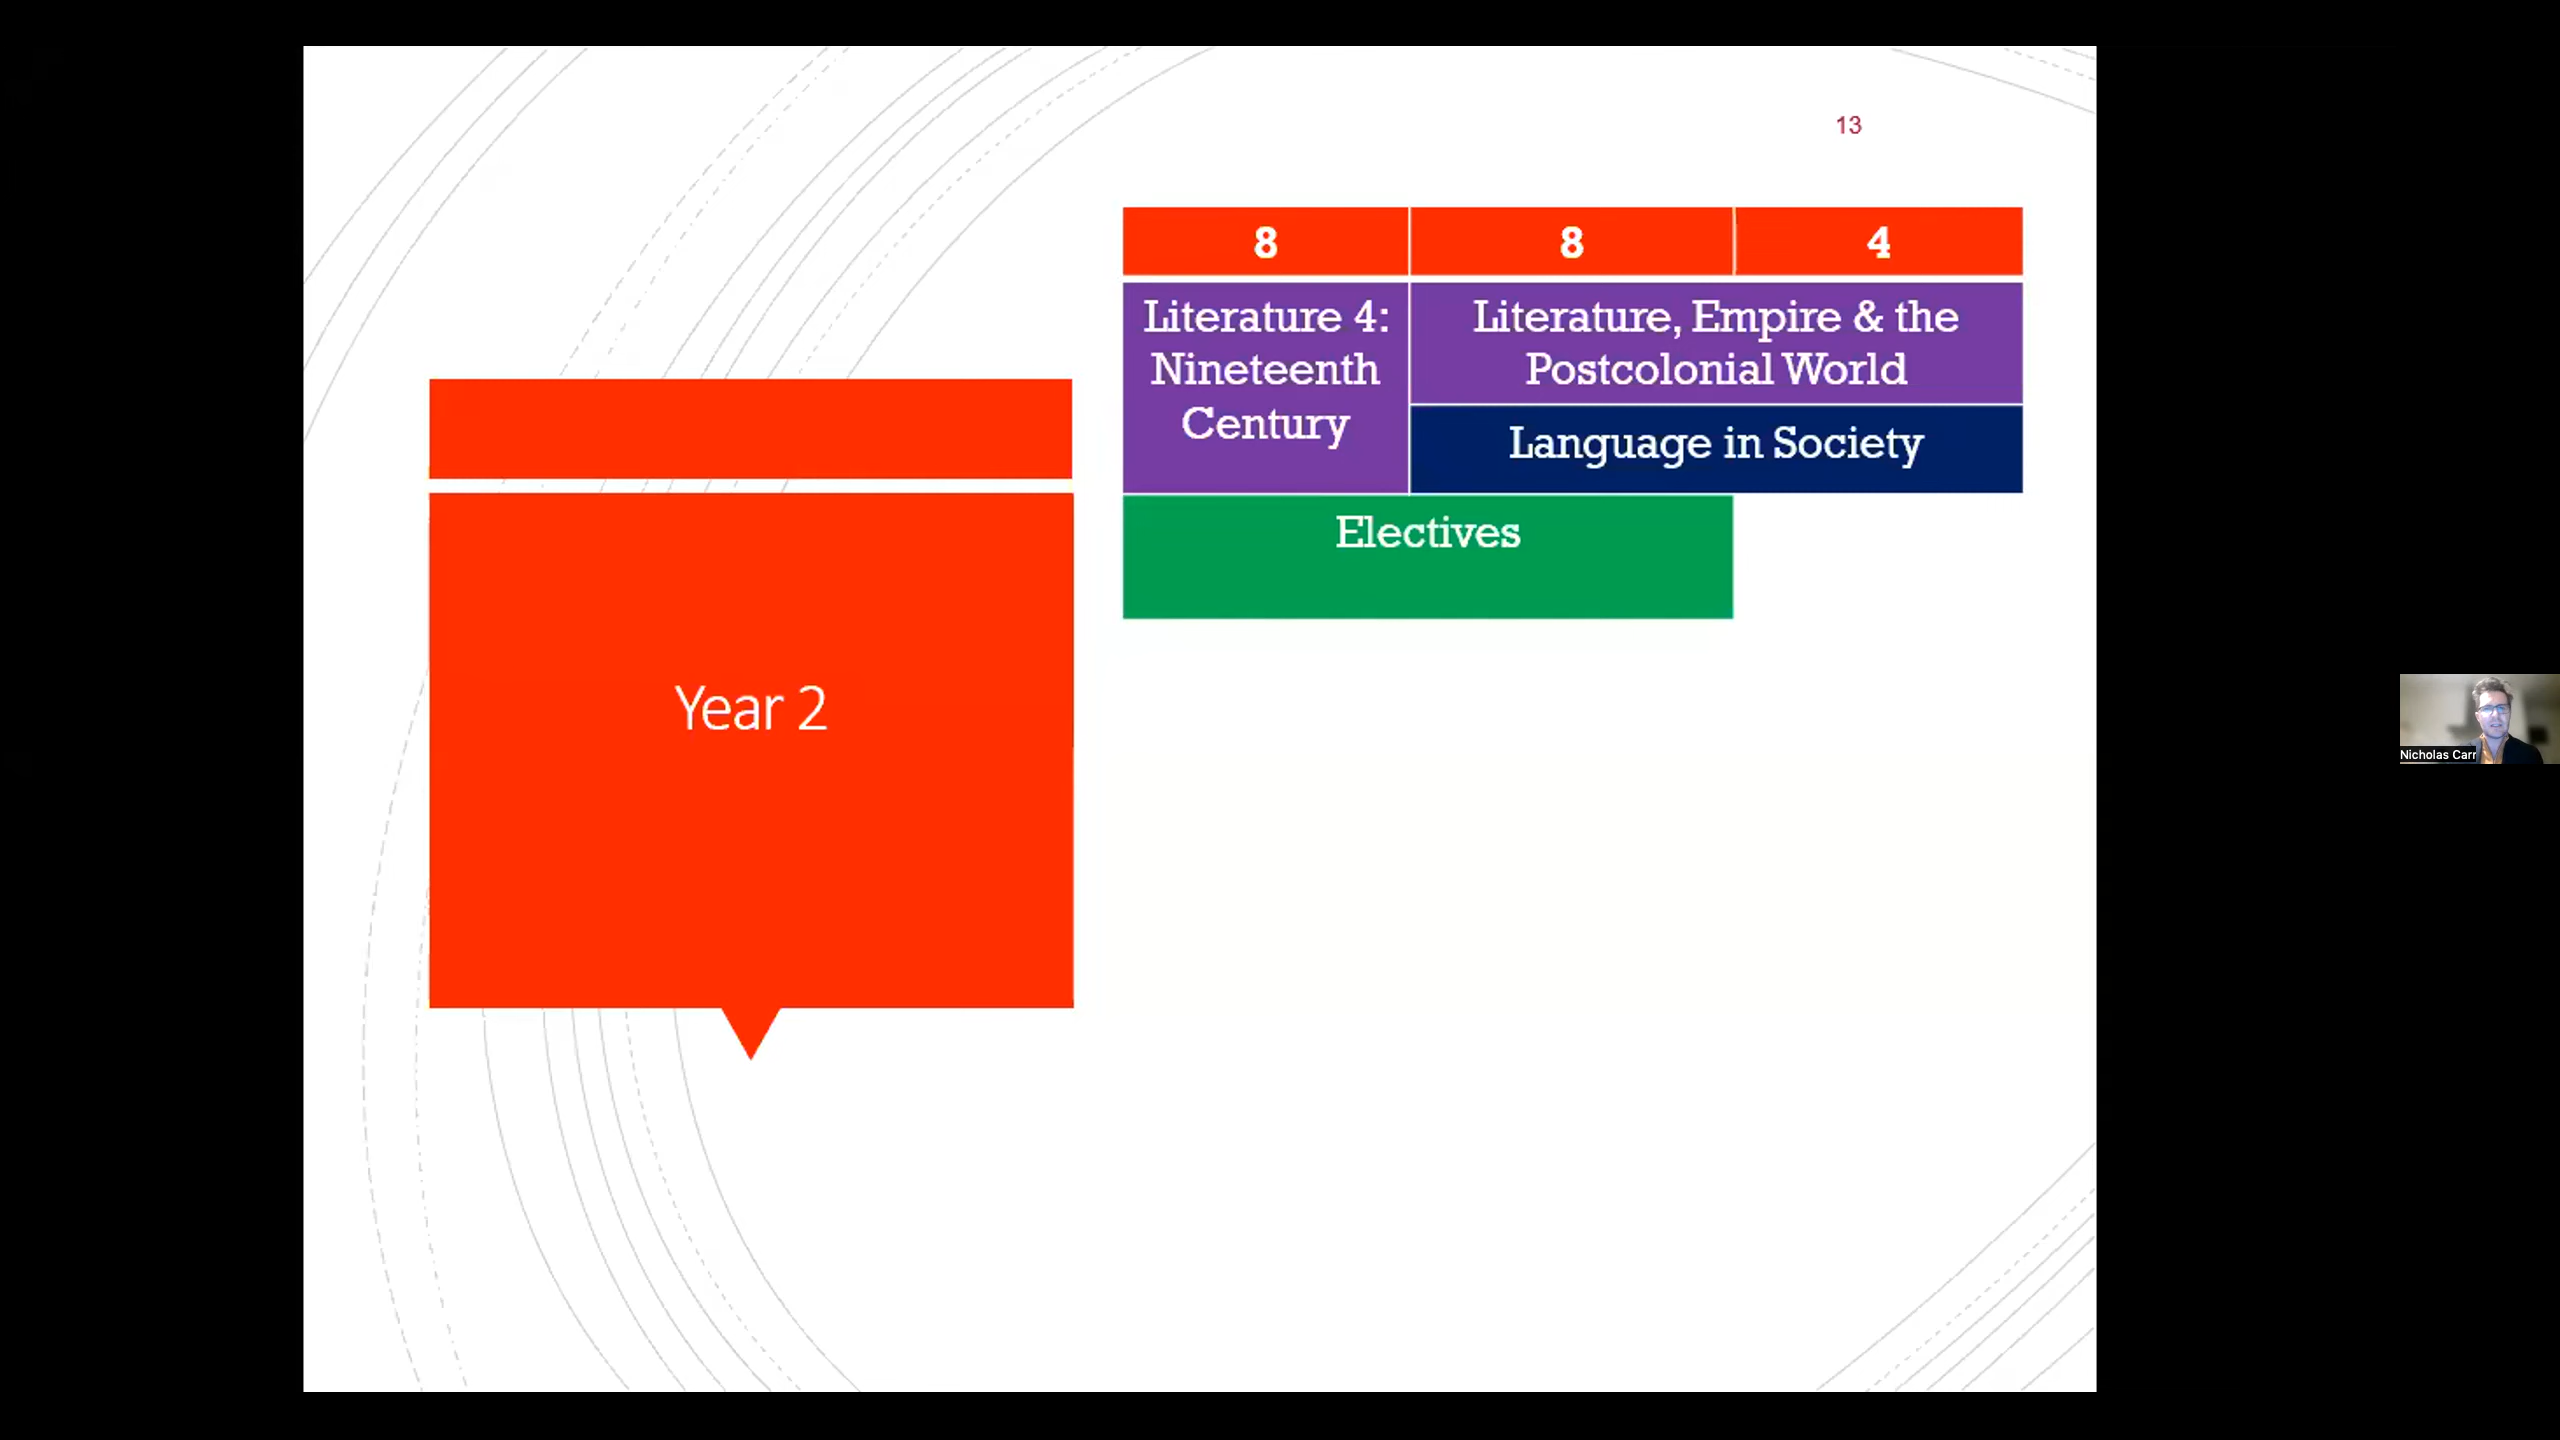 13
8 8 4
Literature 4:
Nineteenth
Century
Literature, Empire & the
Postcolonial World
Language in Society
Electives
Year 2
Nicholas Carr